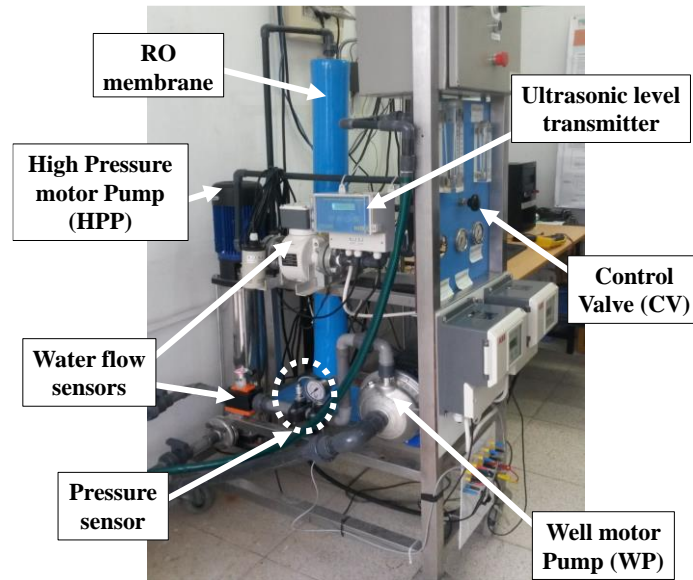 RO
membrane
Ultrasonic level
transmitter
High Pressure
motor Pump
(HPP)
Control
Valve (CV)
Water flow
sensors
Pressure
sensor
Well motor
Pump (WP)